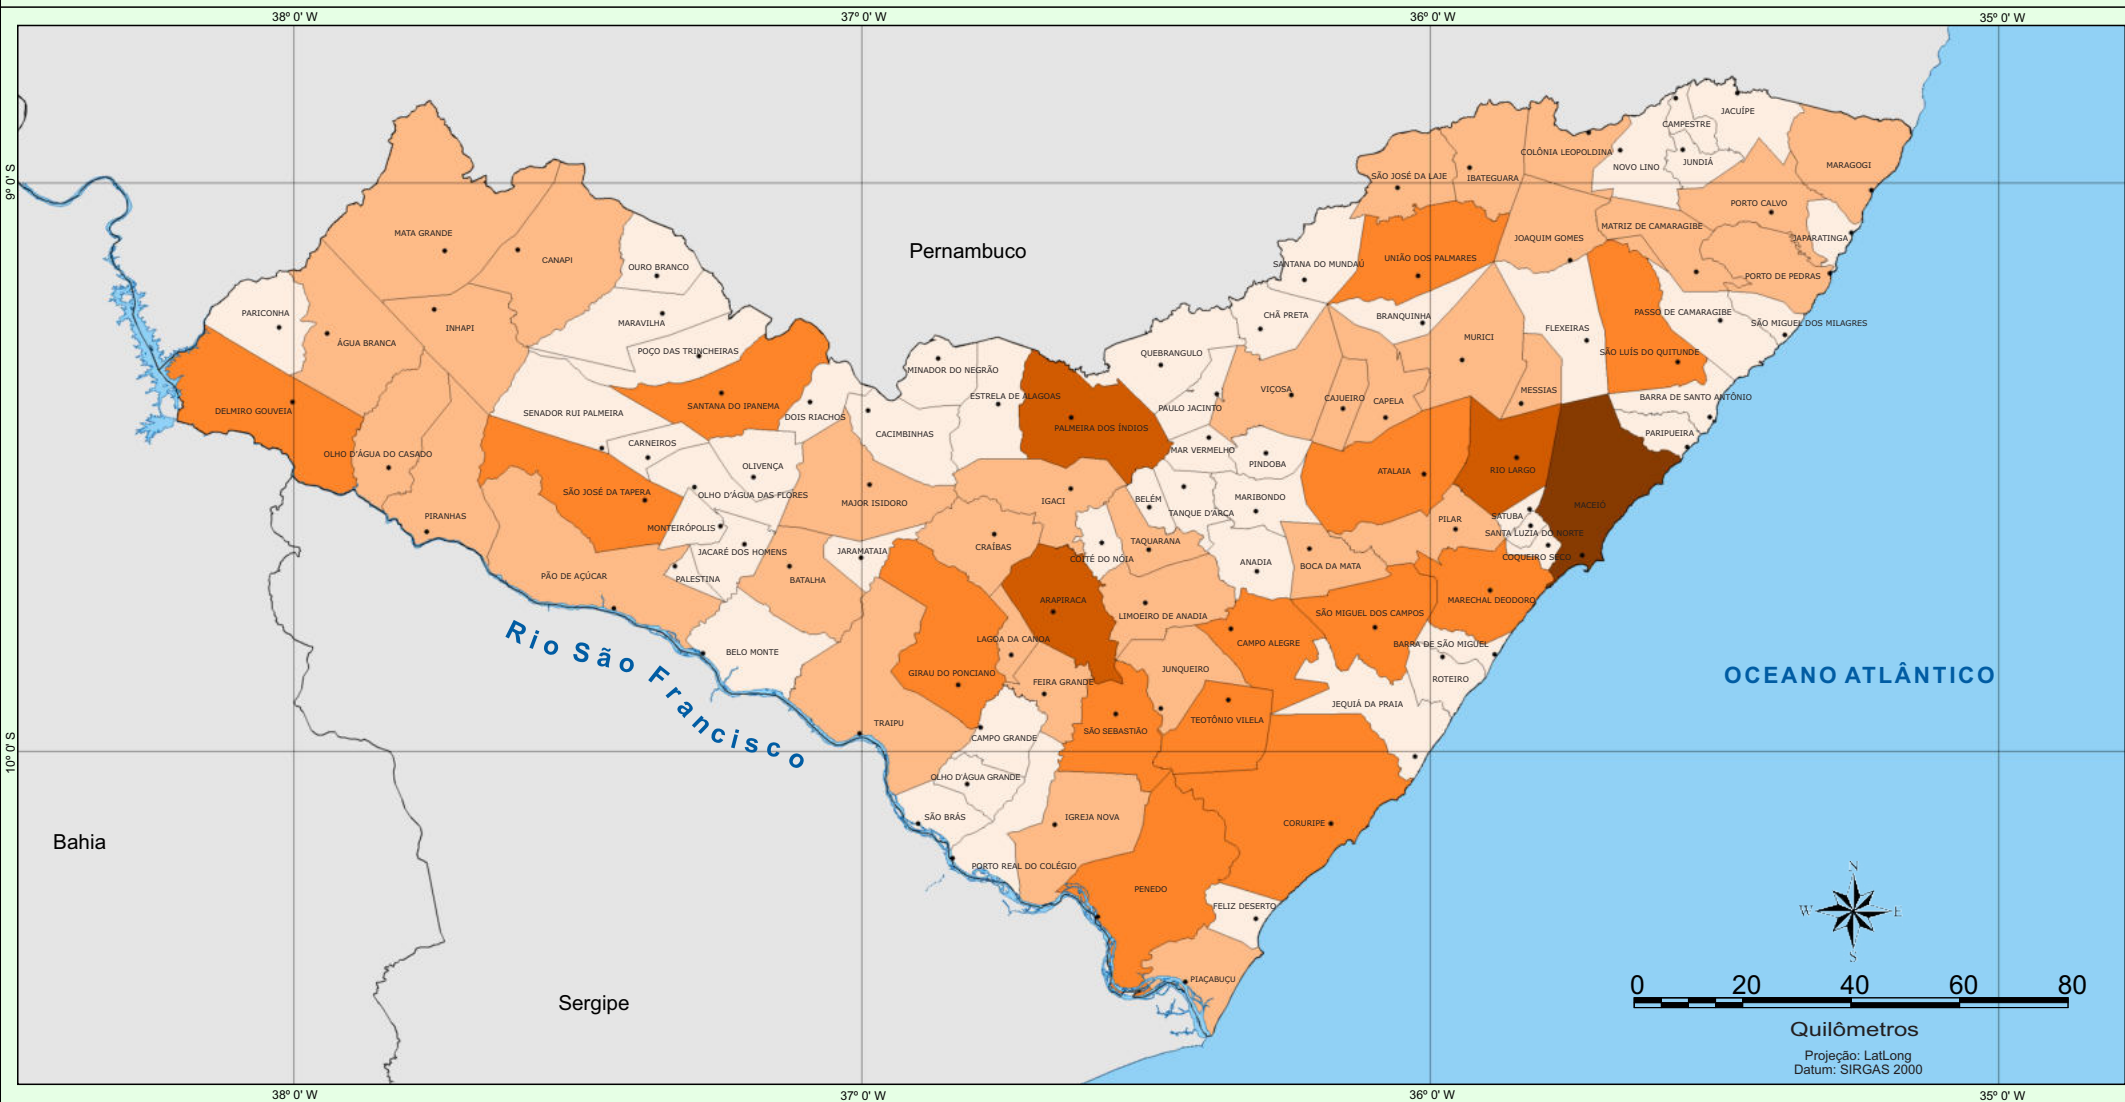 38° 0' W
37° 0' W
36° 0' W
35° 0' W
9° 0' S
10° 0' S
JACUÍPE
CAMPESTRE
COLÔNIA LEOPOLDINA
NOVO LINO
JUNDIÁ
MARAGOGI
SÃO JOSÉ DA LAJE
IBATEGUARA
PORTO CALVO
MATA GRANDE
CANAPI
OURO BRANCO
Pernambuco
SANTANA DO MUNDAÚ
UNIÃO DOS PALMARES
JOAQUIM GOMES
MATRIZ DE CAMARAGIBE
JAPARATINGA
PORTO DE PEDRAS
PARICONHA
ÁGUA BRANCA
INHAPI
MARAVILHA
POÇO DAS TRINCHEIRAS
CHÃ PRETA
BRANQUINHA
MURICI
FLEXEIRAS
PASSO DE CAMARAGIBE
SÃO MIGUEL DOS MILAGRES
QUEBRANGULO
SÃO LUÍS DO QUITUNDE
MINADOR DO NEGRÃO
ESTRELA DE ALAGOAS
VIÇOSA
CAJUEIRO
CAPELA
MESSIAS
BARRA DE SANTO ANTÔNIO
DELMIRO GOUVEIA
SENADOR RUI PALMEIRA
SANTANA DO IPANEMA
DOIS RIACHOS
PAULO JACINTO
CACIMBINHAS
PALMEIRA DOS ÍNDIOS
PARIPUEIRA
OLHO D'ÁGUA DO CASADO
CARNEIROS
MAR VERMELHO
PINDOBA
ATALAIA
RIO LARGO
OLIVENÇA
SÃO JOSÉ DA TAPERA
OLHO D'ÁGUA DAS FLORES
MAJOR ISIDORO
IGACI
BELÉM
TANQUE D'ARCA
MARIBONDO
MACEIÓ
PIRANHAS
MONTEIRÓPOLIS
PILAR
SATUBA
SANTA LUZIA DO NORTE
JACARÉ DOS HOMENS
JARAMATAIA
CRAÍBAS
COITÉ DO NÓIA
TAQUARANA
ANADIA
BOCA DA MATA
COQUEIRO SECO
PÃO DE AÇÚCAR
PALESTINA
BATALHA
ARAPIRACA
LIMOEIRO DE ANADIA
SÃO MIGUEL DOS CAMPOS
MARECHAL DEODORO
Rio São Francisco
BELO MONTE
LAGOA DA CANOA
CAMPO ALEGRE
BARRA DE SÃO MIGUEL
GIRAU DO PONCIANO
FEIRA GRANDE
JUNQUEIRO
ROTEIRO
OCEANO ATLÂNTICO
JEQUIÁ DA PRAIA
TRAIPU
CAMPO GRANDE
SÃO SEBASTIÃO
TEOTÔNIO VILELA
OLHO D'ÁGUA GRANDE
SÃO BRÁS
IGREJA NOVA
CORURIPE
Bahia
PORTO REAL DO COLÉGIO
PENEDO
FELIZ DESERTO
Sergipe
PIAÇABUÇU
N
W
E
S
0 20 40 60 80
Quilômetros
Projeção: LatLong
Datum: SIRGAS 2000
38° 0' W
37° 0' W
36° 0' W
35° 0' W